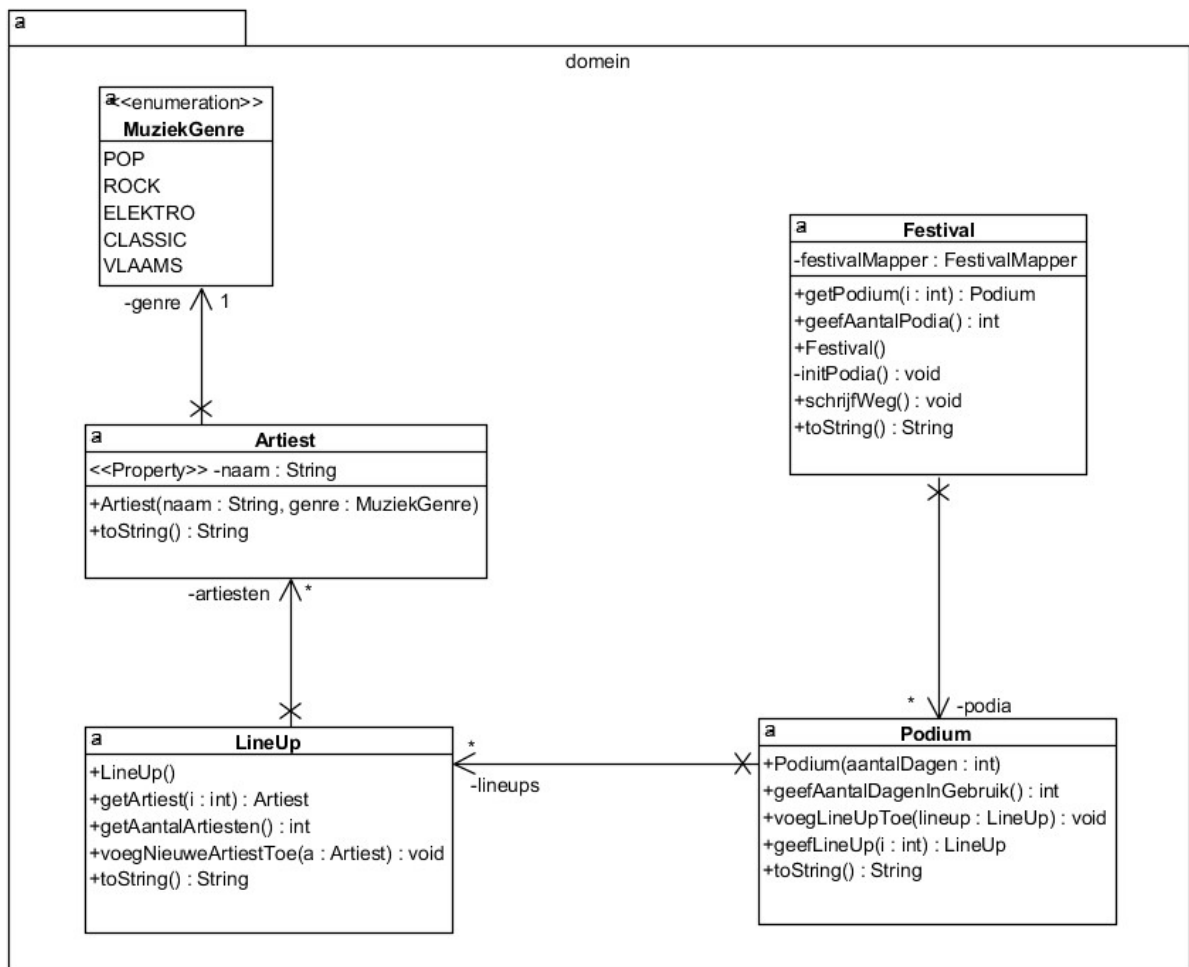 a
domein
a
<<enumeration>>
MuziekGenre
POP
ROCK
ELEKTRO
CLASSIC
VLAAMS
-genre
1
a
Artiest
<<Property>> -naam : String
+Artiest(naam : String, genre : MuziekGenre)
+toString() : String
-artiesten
*
a
LineUp
+LineUp()
+getArtiest(i : int) : Artiest
+getAantalArtiesten() : int
+voegNieuweArtiestToe(a : Artiest) : void
+toString() : String
*
-lineups
a
Festival
-festivalMapper : FestivalMapper
+getPodium(i : int) : Podium
+geefAantalPodia() : int
+Festival()
-initPodia() : void
+schrijfWeg() : void
+toString() : String
*
-podia
a
Podium
+Podium(aantalDagen : int)
+geefAantalDagenInGebruik() : int
+voegLineUpToe(lineup : LineUp) : void
+geefLineUp(i : int) : LineUp
+toString() : String